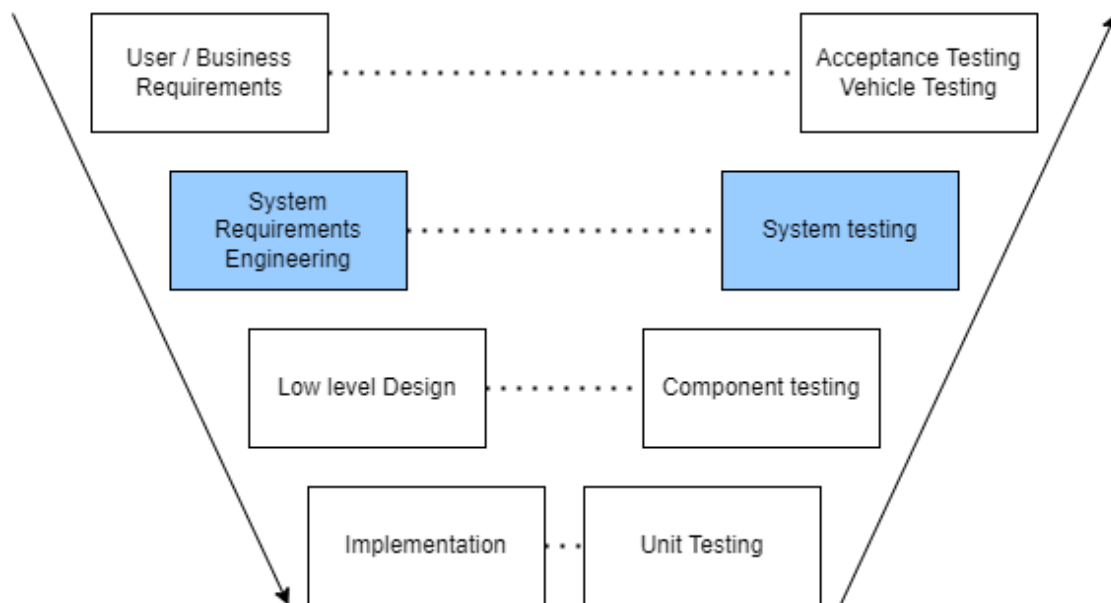 User / Business
Requirements
Acceptance Testing
Vehicle Testing
System
Requirements
Engineering
System testing
Low level Design
Component testing
Implementation
Unit Testing